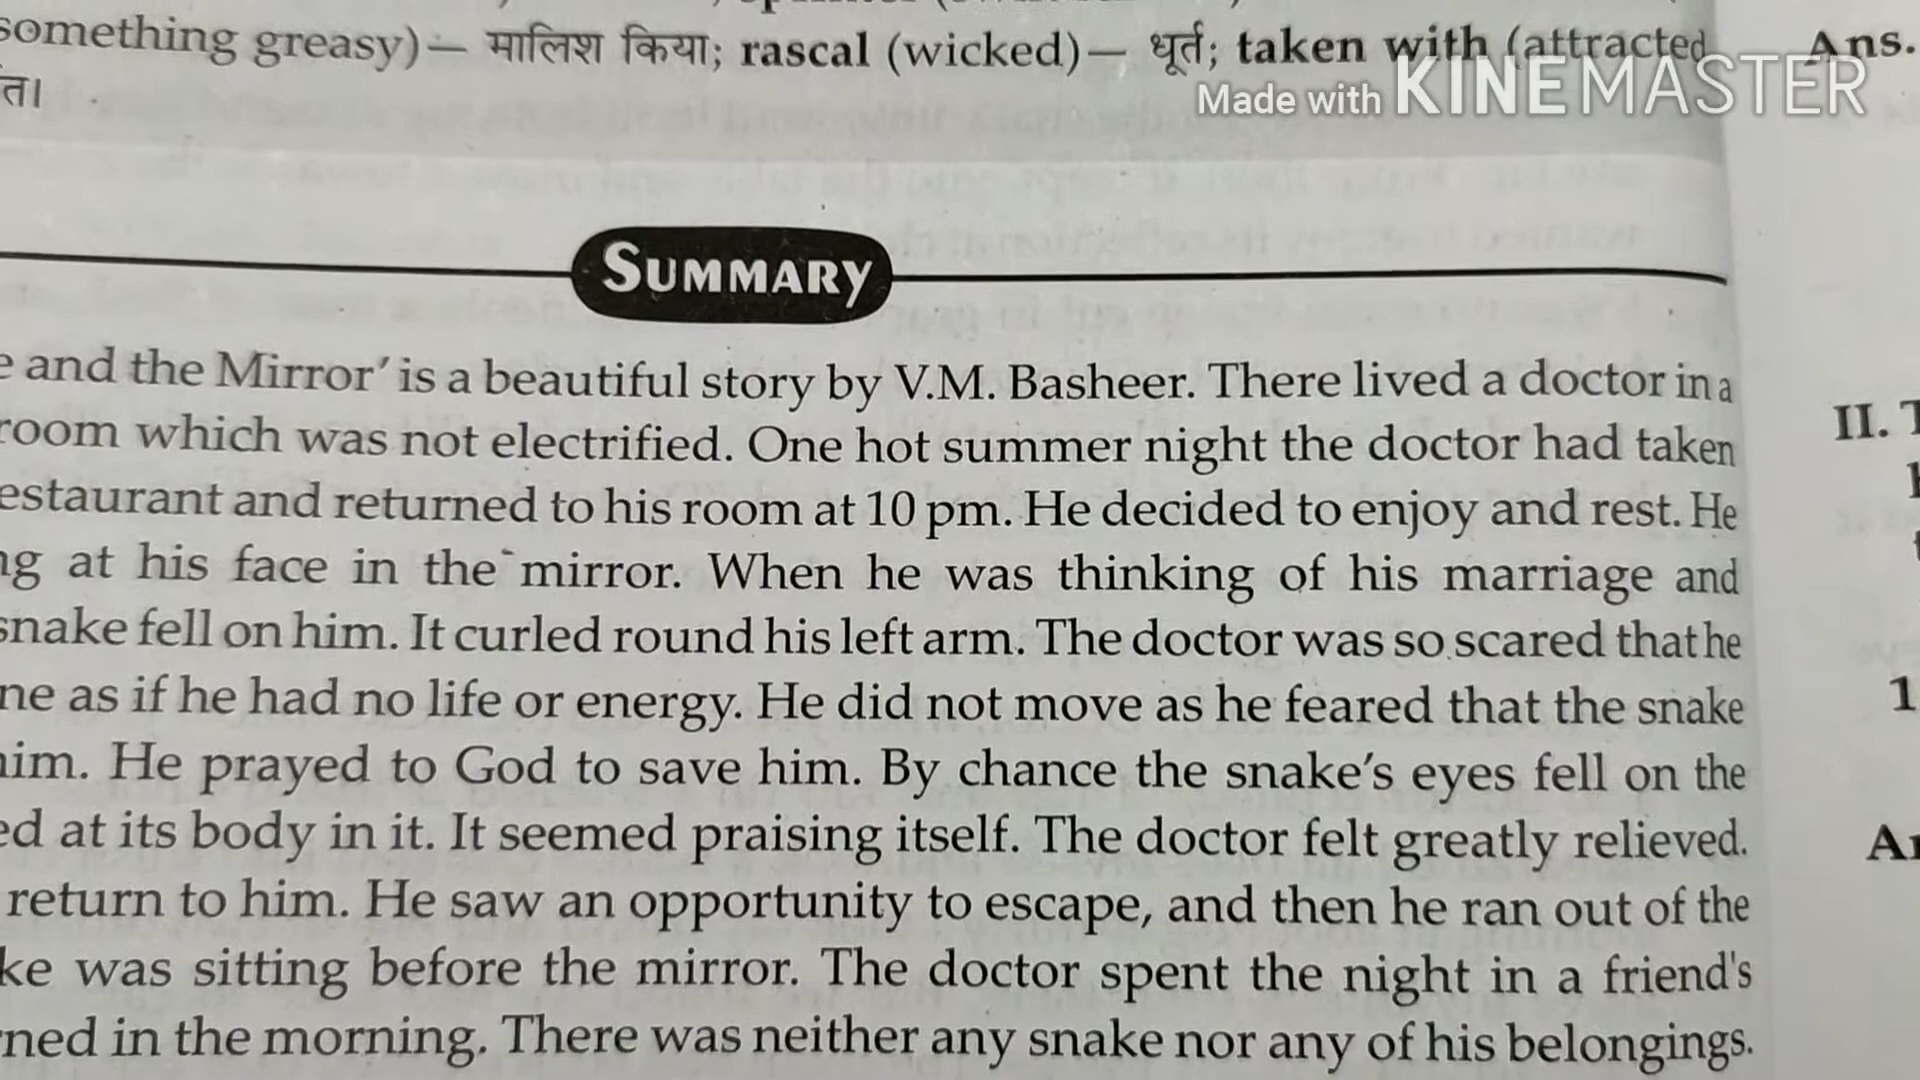 something greasy)— मालिश किया; rascal (wicked)— धूर्त; taken with (attracted
Ans.
Made with KINEMASTER
त।
SUMMARY
and the Mirror' is a beautiful story by V.M. Basheer. There lived a doctor in a
room which was not electrified. One hot summer night the doctor had taken
II.
restaurant and returned to his room at 10 pm. He decided to enjoy and rest. He
at his face in the mirror. When he was thinking of his marriage and
snake fell on him. It curled round his left arm. The doctor was so scared that he
as if he had no life or energy. He did not move as he feared that the snake
1
him. He prayed to God to save him. By chance the snake's eyes fell on the
at its body in it. It seemed praising itself. The doctor felt greatly relieved.
return to him. He saw an opportunity to escape, and then he ran out of the
was sitting before the mirror. The doctor spent the night in a friend's
in the morning. There was neither any snake nor any of his belongings.